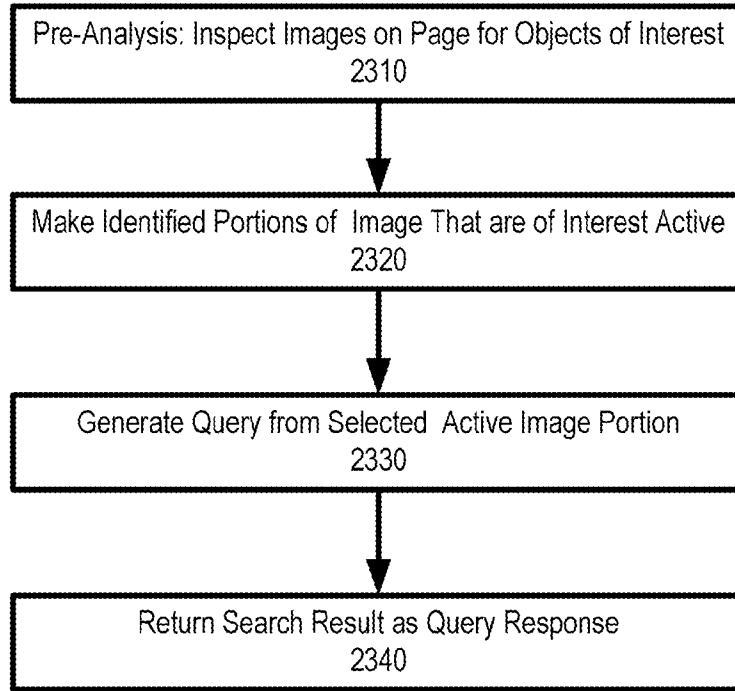 Pre-Analysis: Inspect Images on Page for Objects of Interest
2310
Make Identified Portions of Image That are of Interest Active
2320
Generate Query from Selected Active Image Portion
2330
Return Search Result as Query Response
2340